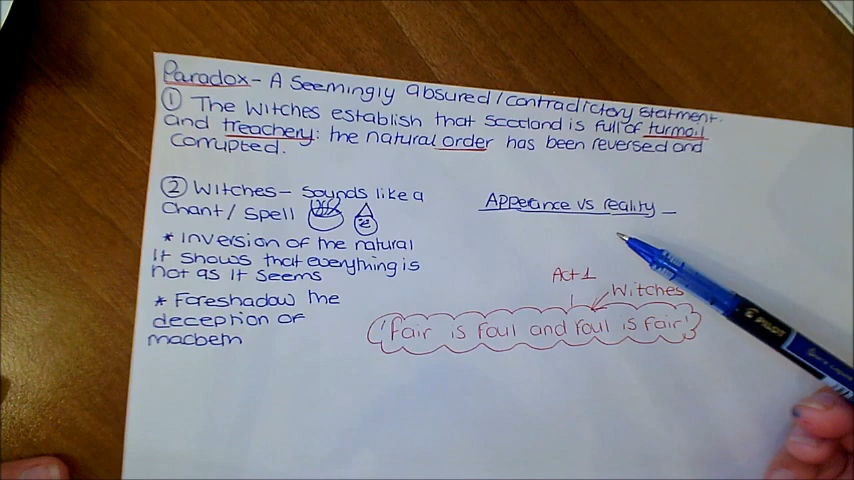 Paradox - A seemingly absured/contradictory statment.
① The Witches establish that Scotland is full of turmoil
and treachery: the natural order has been reversed and
corrupted.
② Witches - sounds like a
chant/spell
* Inversion of the natural
It shows that everything is
not as it seems
* Foreshadow the
deception of
macbeth
Apperance vs reality -
Act 1
Witches
'fair is foul and foul is fair'
PILOT